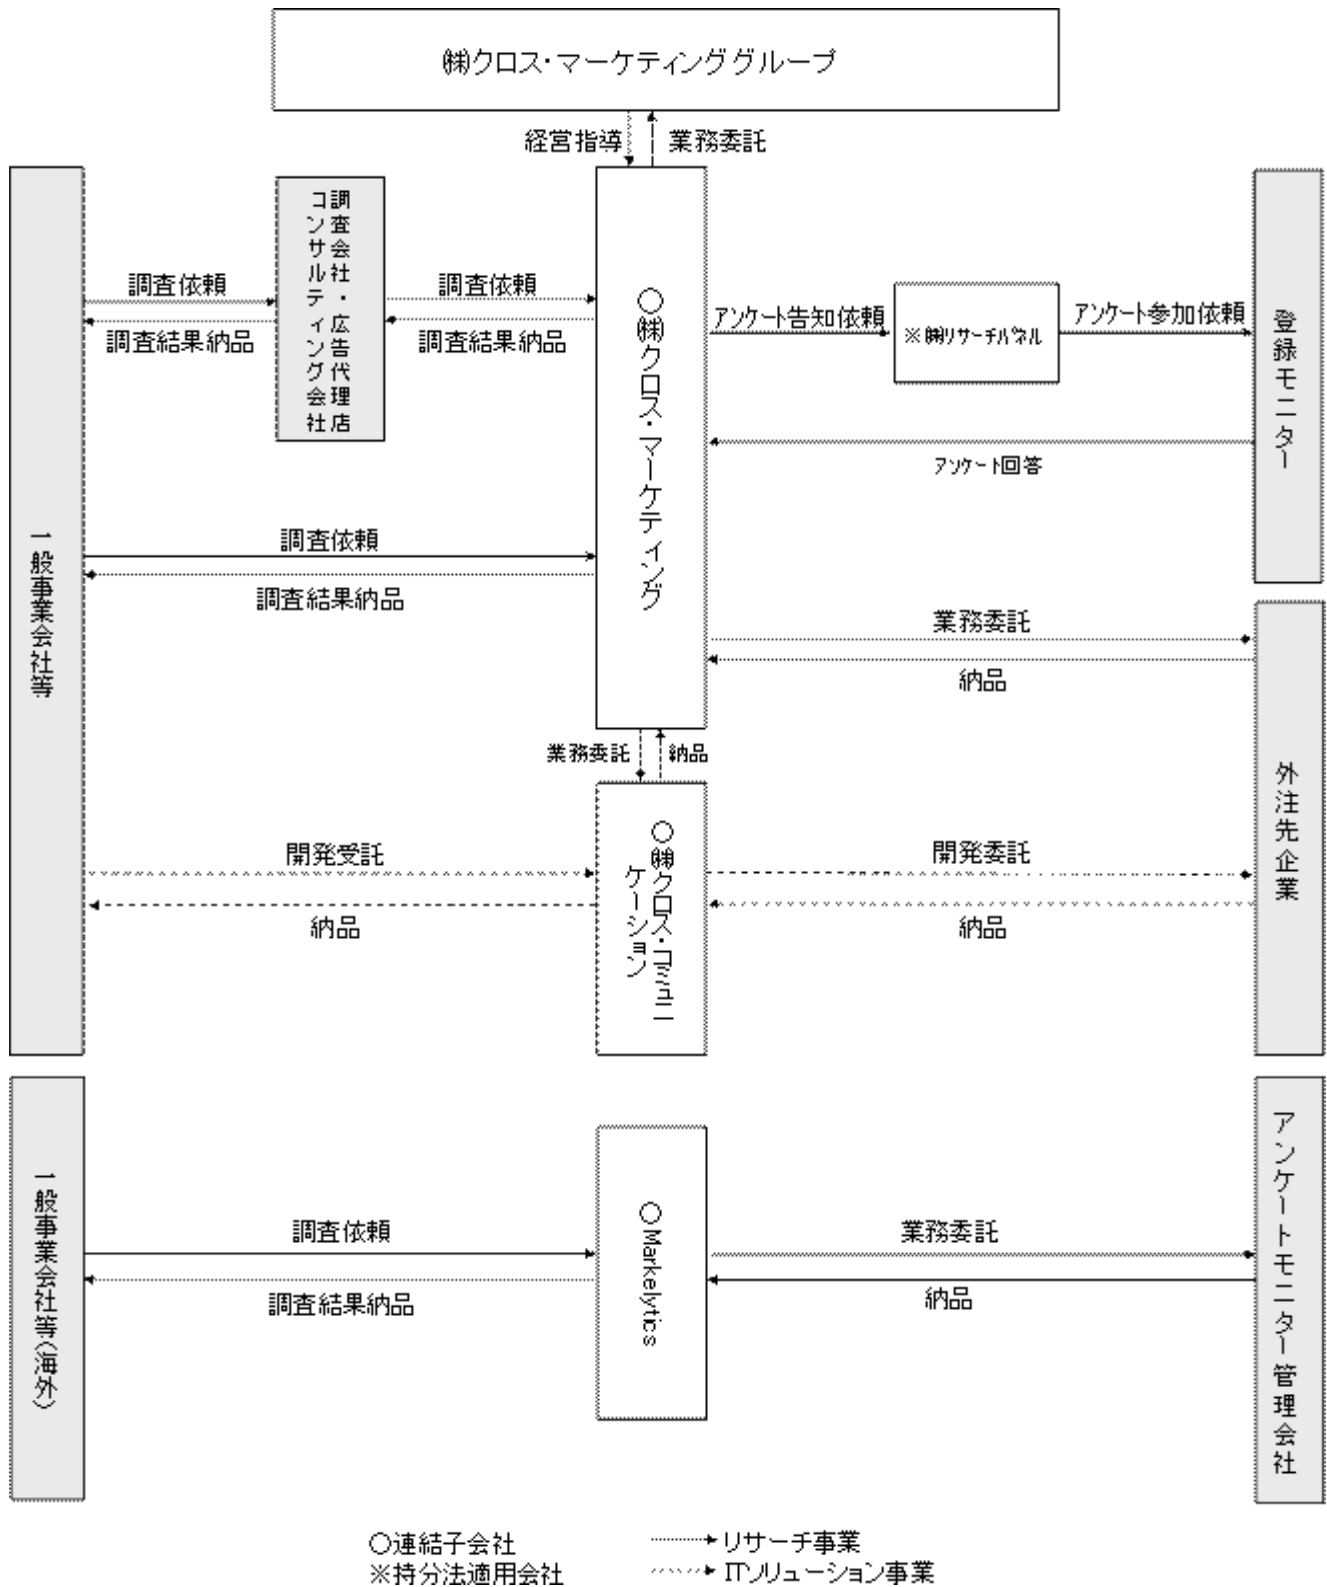 ㈱クロス・マーケティンググループ
経営指導
業務委託
一般事業会社等
調査会社・広告代理店
コンサルティング会社
調査依頼
調査結果納品
調査依頼
調査結果納品
○㈱クロス・マーケティング
アンケート告知依頼
※㈱リサーチパネル
アンケート参加依頼
登録モニター
アンケート回答
調査依頼
調査結果納品
業務委託
納品
業務委託
納品
外注先企業
○㈱クロス・コミュニ
ケーション
開発受託
納品
開発委託
納品
一般事業会社等(海外)
調査依頼
調査結果納品
○Markelytics
業務委託
納品
アンケートモニター管理会社
○連結子会社
リサーチ事業
※持分法適用会社
ITソリューション事業